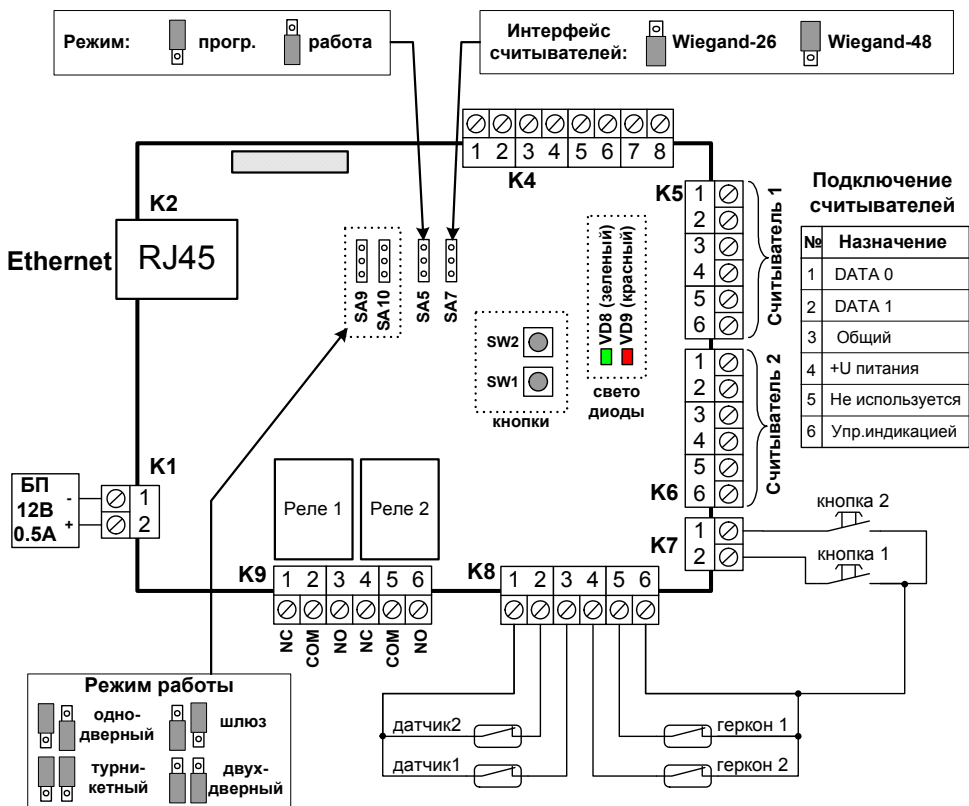 Режим:
прогр.
работа
Интерфейс
считывателей:
Wiegand-26
Wiegand-48
1 2 3 4 5 6 7 8
K4
K2
RJ45
Ethernet
SA9
SA10
SA5
SA7
SW2
SW1
кнопки
VD8 (зеленый)
VD9 (красный)
свето
диоды
K5
1
2
3
4
5
6
Считыватель 1
1
2
3
4
5
6
Считыватель 2
K6
Подключение
считывателей
№ Назначение
1 DATA 0
2 DATA 1
3 Общий
4 +U питания
5 Не используется
6 Упр.индикацией
K1
БП
12В
0.5А
-
+
1
2
Реле 1
Реле 2
K7
1
2
кнопка 2
кнопка 1
K9
1 2 3 4 5 6
NC
COM
NO
NC
COM
NO
K8
1 2 3 4 5 6
датчик2
датчик1
геркон 1
геркон 2
Режим работы
одно-
дверный
шлюз
турни-
кетный
двух-
дверный